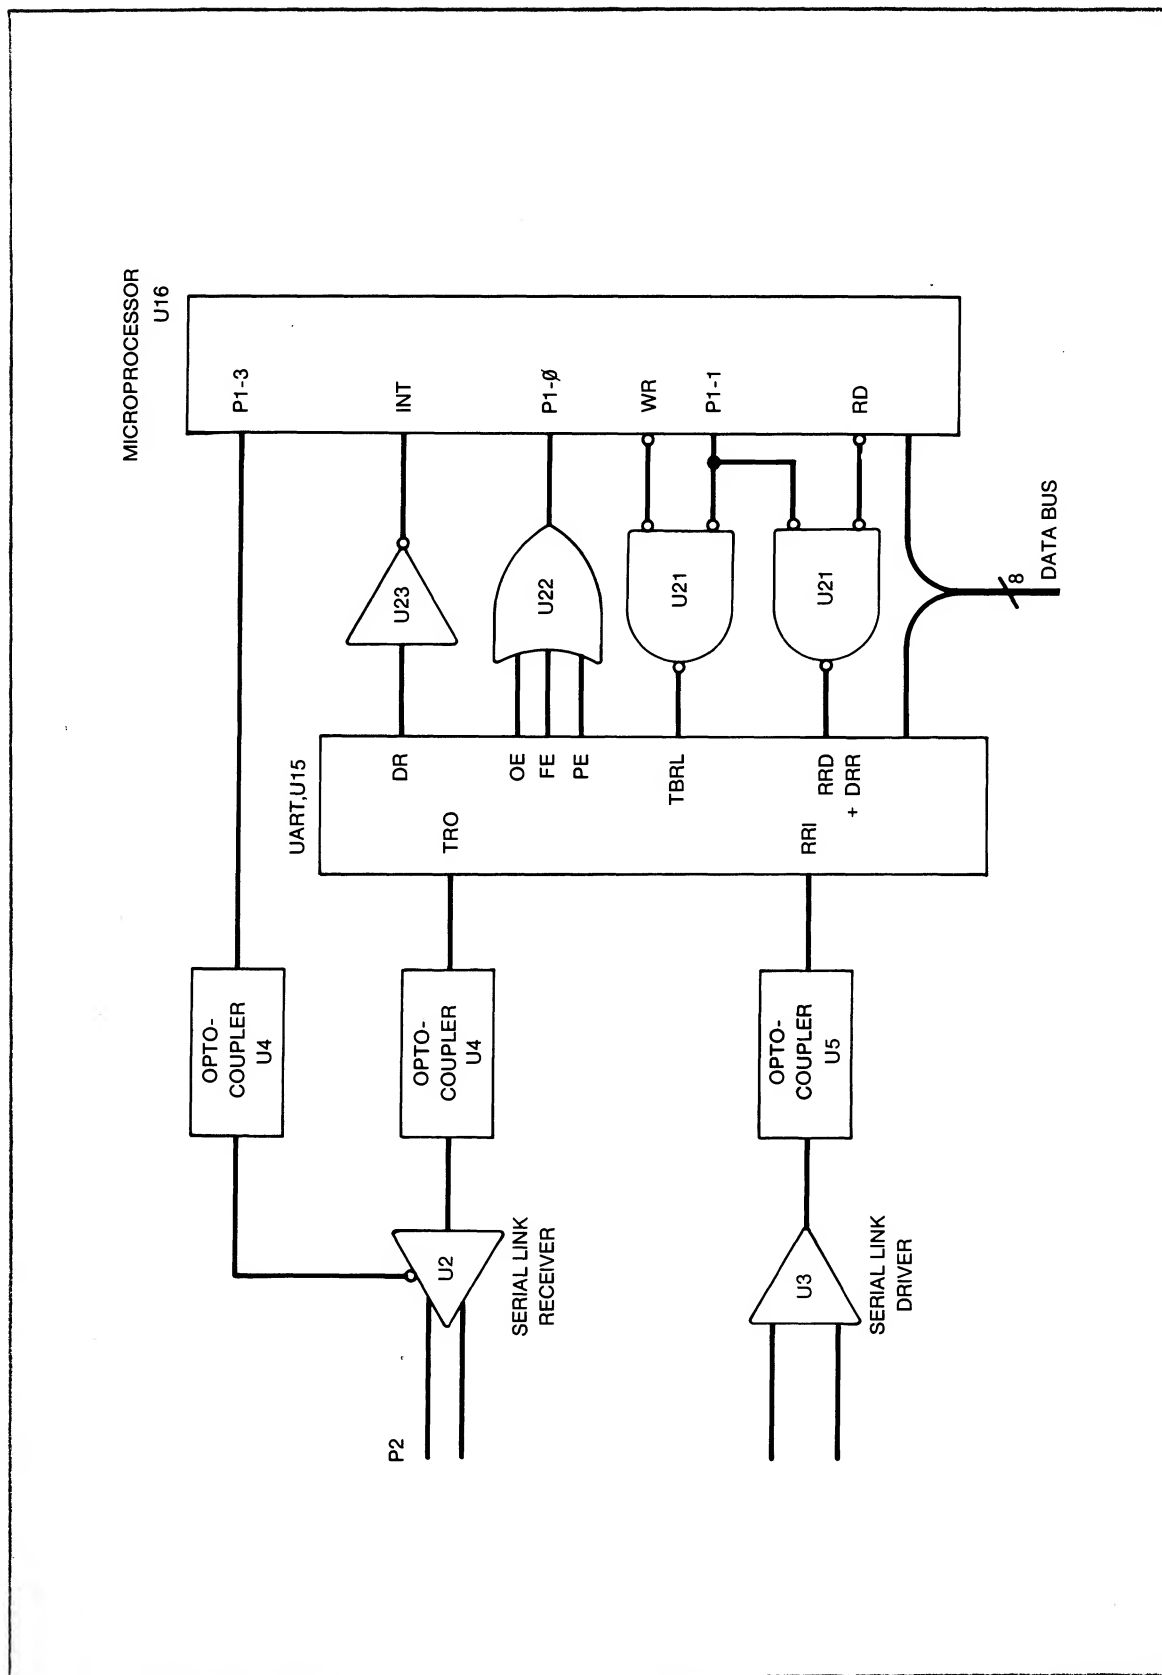 MICROPROCESSOR
U16
P1-3
INT
P1-Ø
WR
P1-1
RD
U23
U22
U21
U21
8
DATA BUS
UART,U15
DR
OE
FE
PE
TBRL
RRD
+ DRR
TRO
RRI
OPTO-
COUPLER
U4
OPTO-
COUPLER
U4
OPTO-
COUPLER
U5
U2
SERIAL LINK
RECEIVER
U3
SERIAL LINK
DRIVER
P2